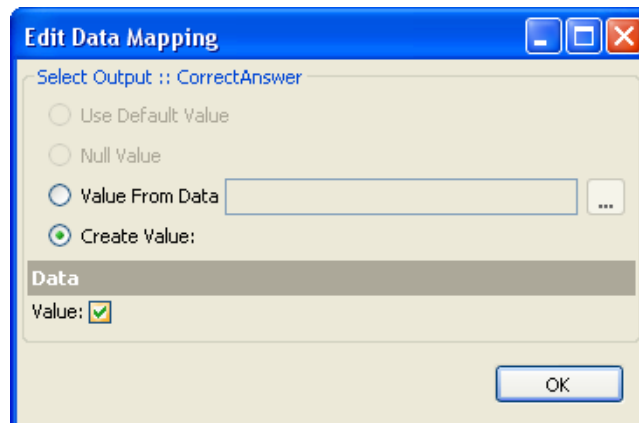 Edit Data Mapping
Select Output :: CorrectAnswer
Use Default Value
Null Value
Value From Data
...
Create Value:
Data
Value:
OK